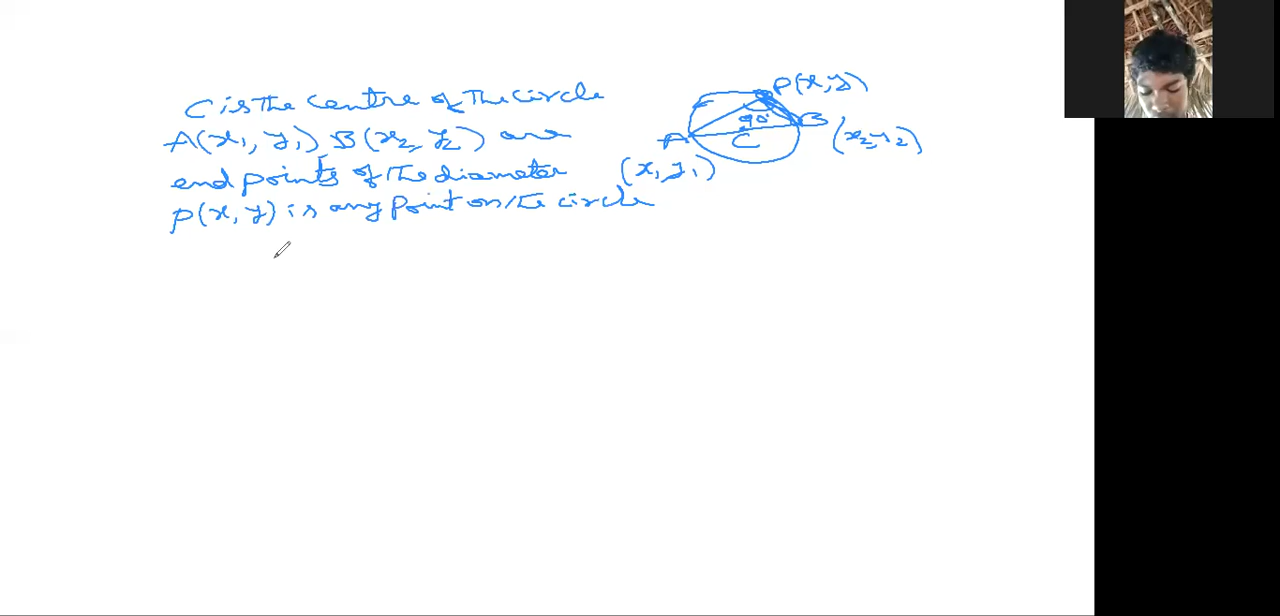 C is the centre of the circle
A(x₁, y₁) B(x₂, y₂) are
end points of the diameter
P(x, y) is any point on the circle
P(x, y)
90°
A
B
C
(x₁, y₁)
(x₂, y₂)